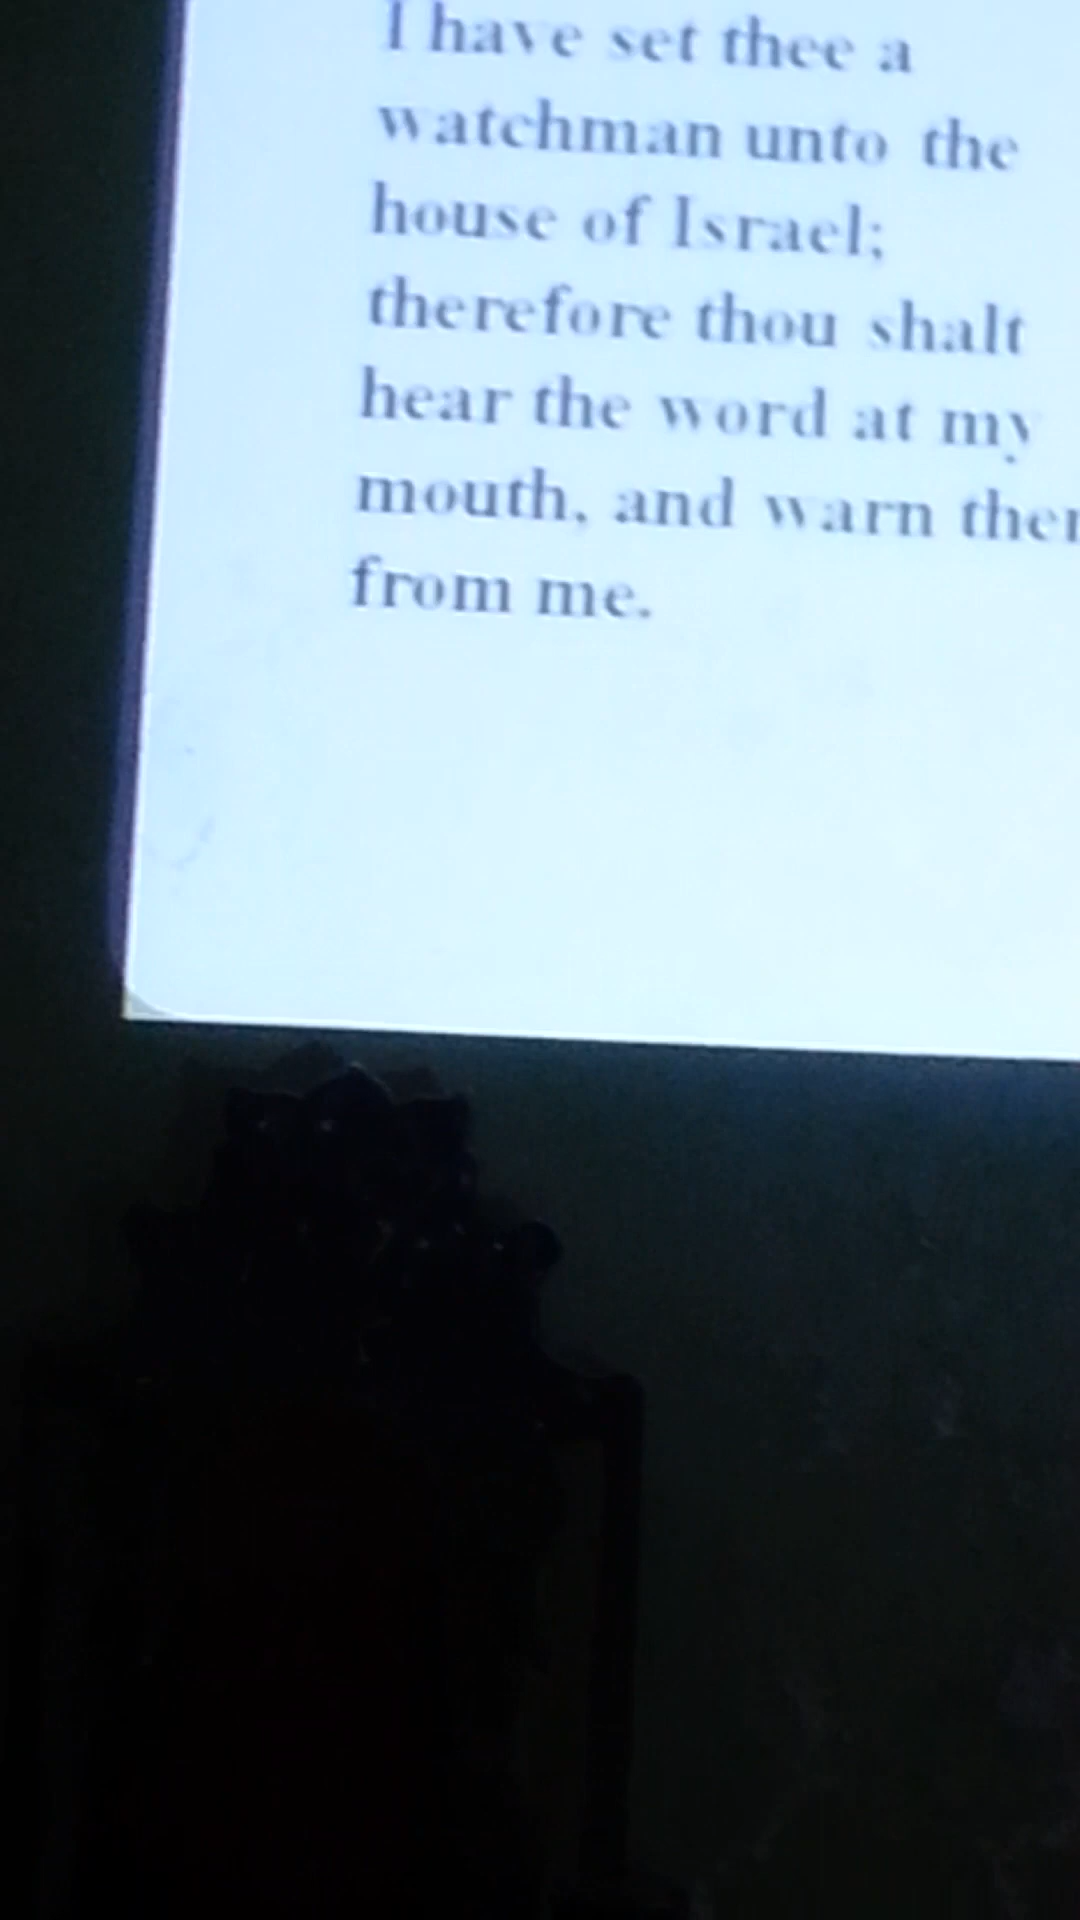 I have set thee a
watchman unto the
house of Israel;
therefore thou shalt
hear the word at my
mouth, and warn
from me.